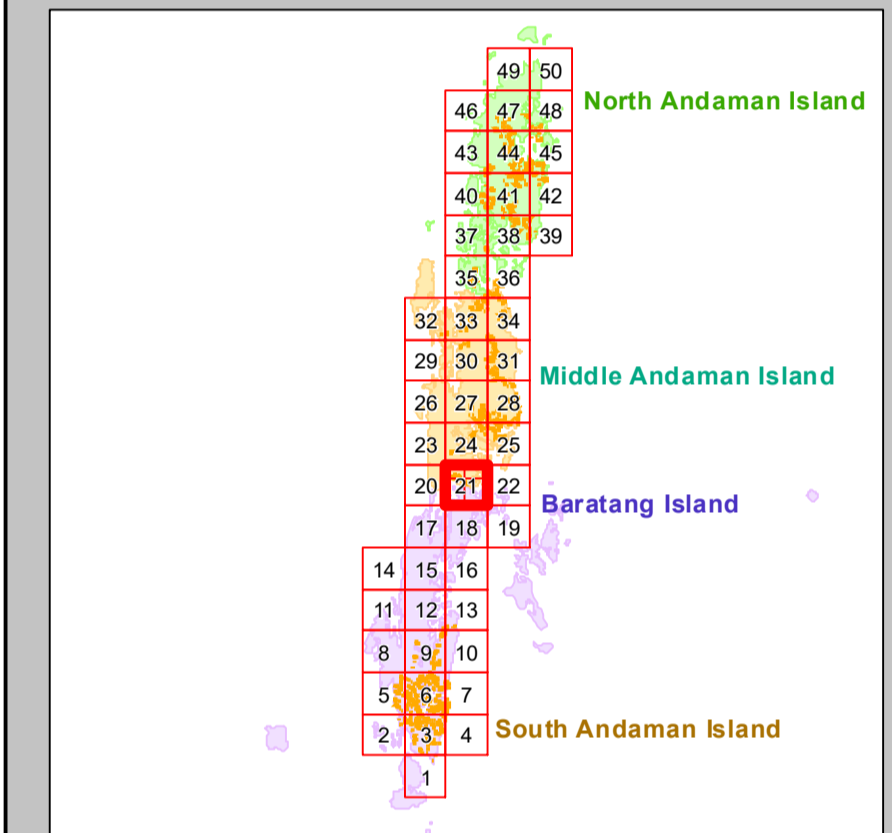 49 50
North Andaman Island
46 47 48
43 44 45
40 41 42
37 38 39
35 36
32 33 34
29 30 31
Middle Andaman Island
26 27 28
23 24 25
20 21 22
Baratang Island
17 18 19
14 15 16
11 12 13
8 9 10
5 6 7
South Andaman Island
2 3 4
1